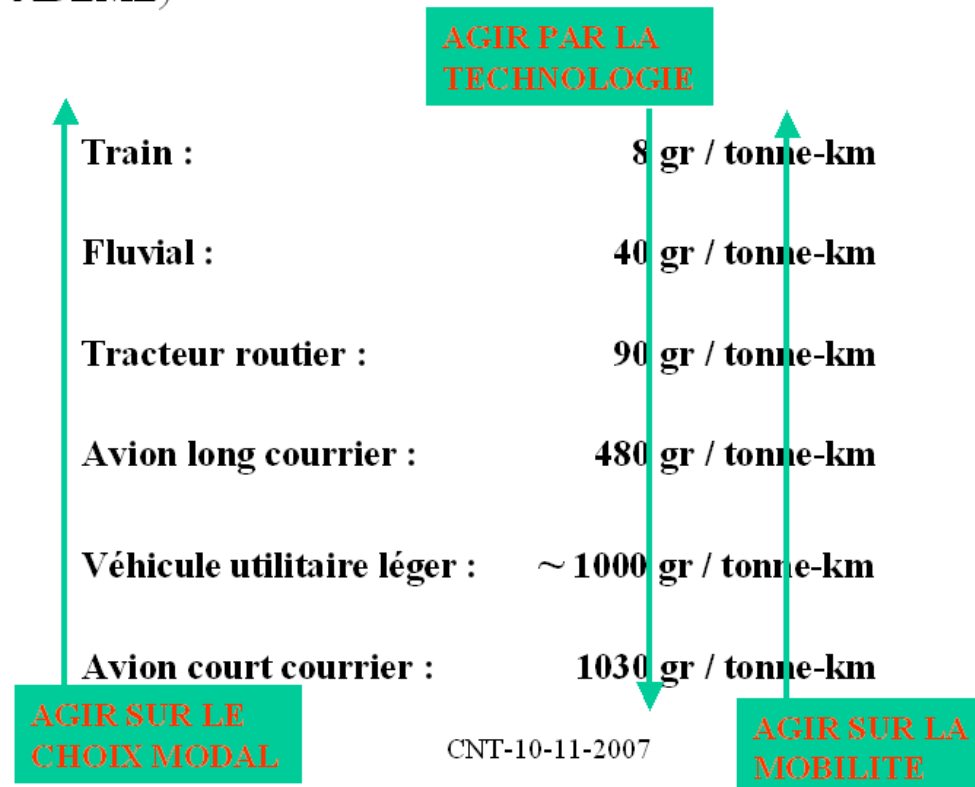 ADEME)
AGIR PAR LA
TECHNOLOGIE
Train : 8 gr / tonne-km
Fluvial : 40 gr / tonne-km
Tracteur routier : 90 gr / tonne-km
Avion long courrier : 480 gr / tonne-km
Véhicule utilitaire léger : ~ 1000 gr / tonne-km
Avion court courrier : 1030 gr / tonne-km
AGIR SUR LE
CHOIX MODAL
CNT-10-11-2007
AGIR SUR LA
MOBILITE